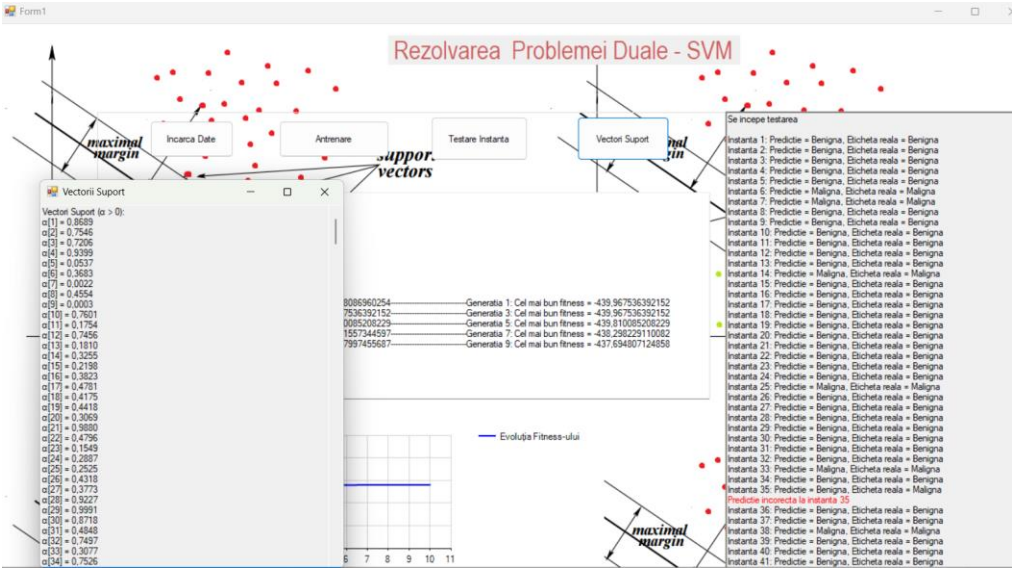 Form1
Rezolvarea Problemei Duale - SVM
Incarca Date
Antrenare
Testare Instanta
Vectori Suport
maximal
margin
suppor
vectors
Vectorii Suport
Vectori Suport (α > 0):
α[1] = 0,8689
α[2] = 0,7546
α[3] = 0,7206
α[4] = 0,9399
α[5] = 0,0537
α[6] = 0,3683
α[7] = 0,0022
α[8] = 0,4554
α[9] = 0,0003
α[10] = 0,7601
α[11] = 0,1754
α[12] = 0,7456
α[13] = 0,1810
α[14] = 0,3255
α[15] = 0,2198
α[16] = 0,3823
α[17] = 0,4781
α[18] = 0,4175
α[19] = 0,4418
α[20] = 0,3069
α[21] = 0,9880
α[22] = 0,4796
α[23] = 0,1549
α[24] = 0,2887
α[25] = 0,2525
α[26] = 0,4318
α[27] = 0,3773
α[28] = 0,9227
α[29] = 0,9991
α[30] = 0,8718
α[31] = 0,4848
α[32] = 0,7497
α[33] = 0,3077
α[34] = 0,7526
8086960254------------------------Generatia 1: Cel mai bun fitness = -439,967536392152
7536392152------------------------Generatia 3: Cel mai bun fitness = -439,967536392152
0085208229------------------------Generatia 5: Cel mai bun fitness = -439,810085208229
1557344597------------------------Generatia 7: Cel mai bun fitness = -438,298229110082
7997455687------------------------Generatia 9: Cel mai bun fitness = -437,694807124858
Evoluția Fitness-ului
6 7 8 9 10 11
nal
gin
maximal
margin
Se incepe testarea
Instanta 1: Predictie = Benigna, Eticheta reala = Benigna
Instanta 2: Predictie = Benigna, Eticheta reala = Benigna
Instanta 3: Predictie = Benigna, Eticheta reala = Benigna
Instanta 4: Predictie = Benigna, Eticheta reala = Benigna
Instanta 5: Predictie = Benigna, Eticheta reala = Benigna
Instanta 6: Predictie = Maligna, Eticheta reala = Maligna
Instanta 7: Predictie = Maligna, Eticheta reala = Maligna
Instanta 8: Predictie = Benigna, Eticheta reala = Benigna
Instanta 9: Predictie = Benigna, Eticheta reala = Benigna
Instanta 10: Predictie = Benigna, Eticheta reala = Benigna
Instanta 11: Predictie = Benigna, Eticheta reala = Benigna
Instanta 12: Predictie = Benigna, Eticheta reala = Benigna
Instanta 13: Predictie = Benigna, Eticheta reala = Benigna
Instanta 14: Predictie = Maligna, Eticheta reala = Maligna
Instanta 15: Predictie = Benigna, Eticheta reala = Benigna
Instanta 16: Predictie = Benigna, Eticheta reala = Benigna
Instanta 17: Predictie = Benigna, Eticheta reala = Benigna
Instanta 18: Predictie = Benigna, Eticheta reala = Benigna
Instanta 19: Predictie = Benigna, Eticheta reala = Benigna
Instanta 20: Predictie = Benigna, Eticheta reala = Benigna
Instanta 21: Predictie = Benigna, Eticheta reala = Benigna
Instanta 22: Predictie = Benigna, Eticheta reala = Benigna
Instanta 23: Predictie = Benigna, Eticheta reala = Benigna
Instanta 24: Predictie = Benigna, Eticheta reala = Benigna
Instanta 25: Predictie = Maligna, Eticheta reala = Maligna
Instanta 26: Predictie = Benigna, Eticheta reala = Benigna
Instanta 27: Predictie = Benigna, Eticheta reala = Benigna
Instanta 28: Predictie = Benigna, Eticheta reala = Benigna
Instanta 29: Predictie = Benigna, Eticheta reala = Benigna
Instanta 30: Predictie = Benigna, Eticheta reala = Benigna
Instanta 31: Predictie = Benigna, Eticheta reala = Benigna
Instanta 32: Predictie = Benigna, Eticheta reala = Benigna
Instanta 33: Predictie = Maligna, Eticheta reala = Maligna
Instanta 34: Predictie = Benigna, Eticheta reala = Benigna
Instanta 35: Predictie = Benigna, Eticheta reala = Maligna
Predictie incorecta la instanta 35
Instanta 36: Predictie = Benigna, Eticheta reala = Benigna
Instanta 37: Predictie = Benigna, Eticheta reala = Benigna
Instanta 38: Predictie = Maligna, Eticheta reala = Maligna
Instanta 39: Predictie = Benigna, Eticheta reala = Benigna
Instanta 40: Predictie = Benigna, Eticheta reala = Benigna
Instanta 41: Predictie = Benigna, Eticheta reala = Benigna